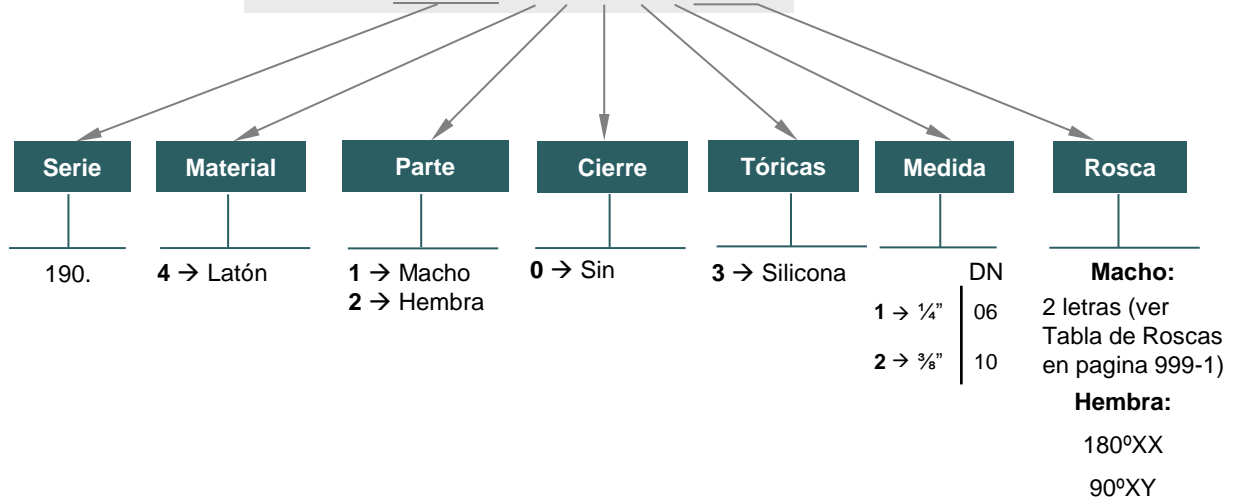 Serie
Material
Parte
Cierre
Tóricas
Medida
Rosca
190.
4 → Latón
1 → Macho
2 → Hembra
0 → Sin
3 → Silicona
DN
1 → ¼” 06
2 → ⅜” 10
Macho:
2 letras (ver
Tabla de Roscas
en pagina 999-1)
Hembra:
180ºXX
90ºXY